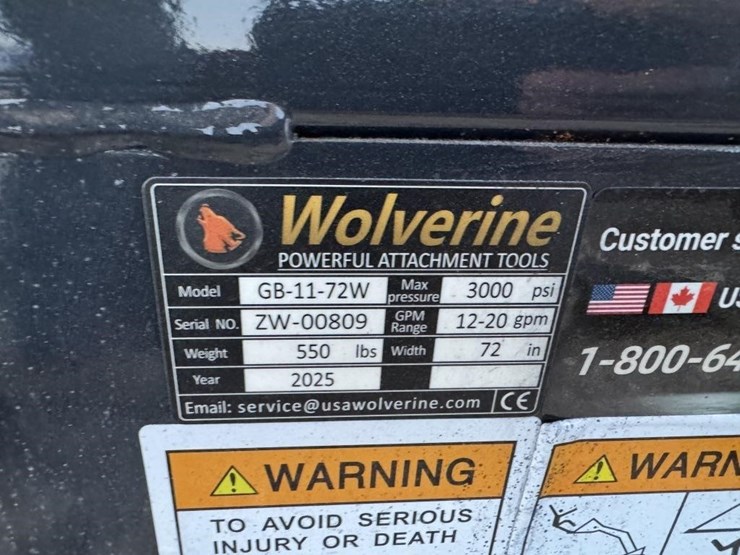 Wolverine
POWERFUL ATTACHMENT TOOLS
Model GB-11-72W Max pressure 3000 psi
Serial NO. ZW-00809 GPM Range 12-20 gpm
Weight 550 lbs Width 72 in
Year 2025
Email: service@usawolverine.com CE
Customer
1-800-64
WARNING
TO AVOID SERIOUS
INJURY OR DEATH
WARN